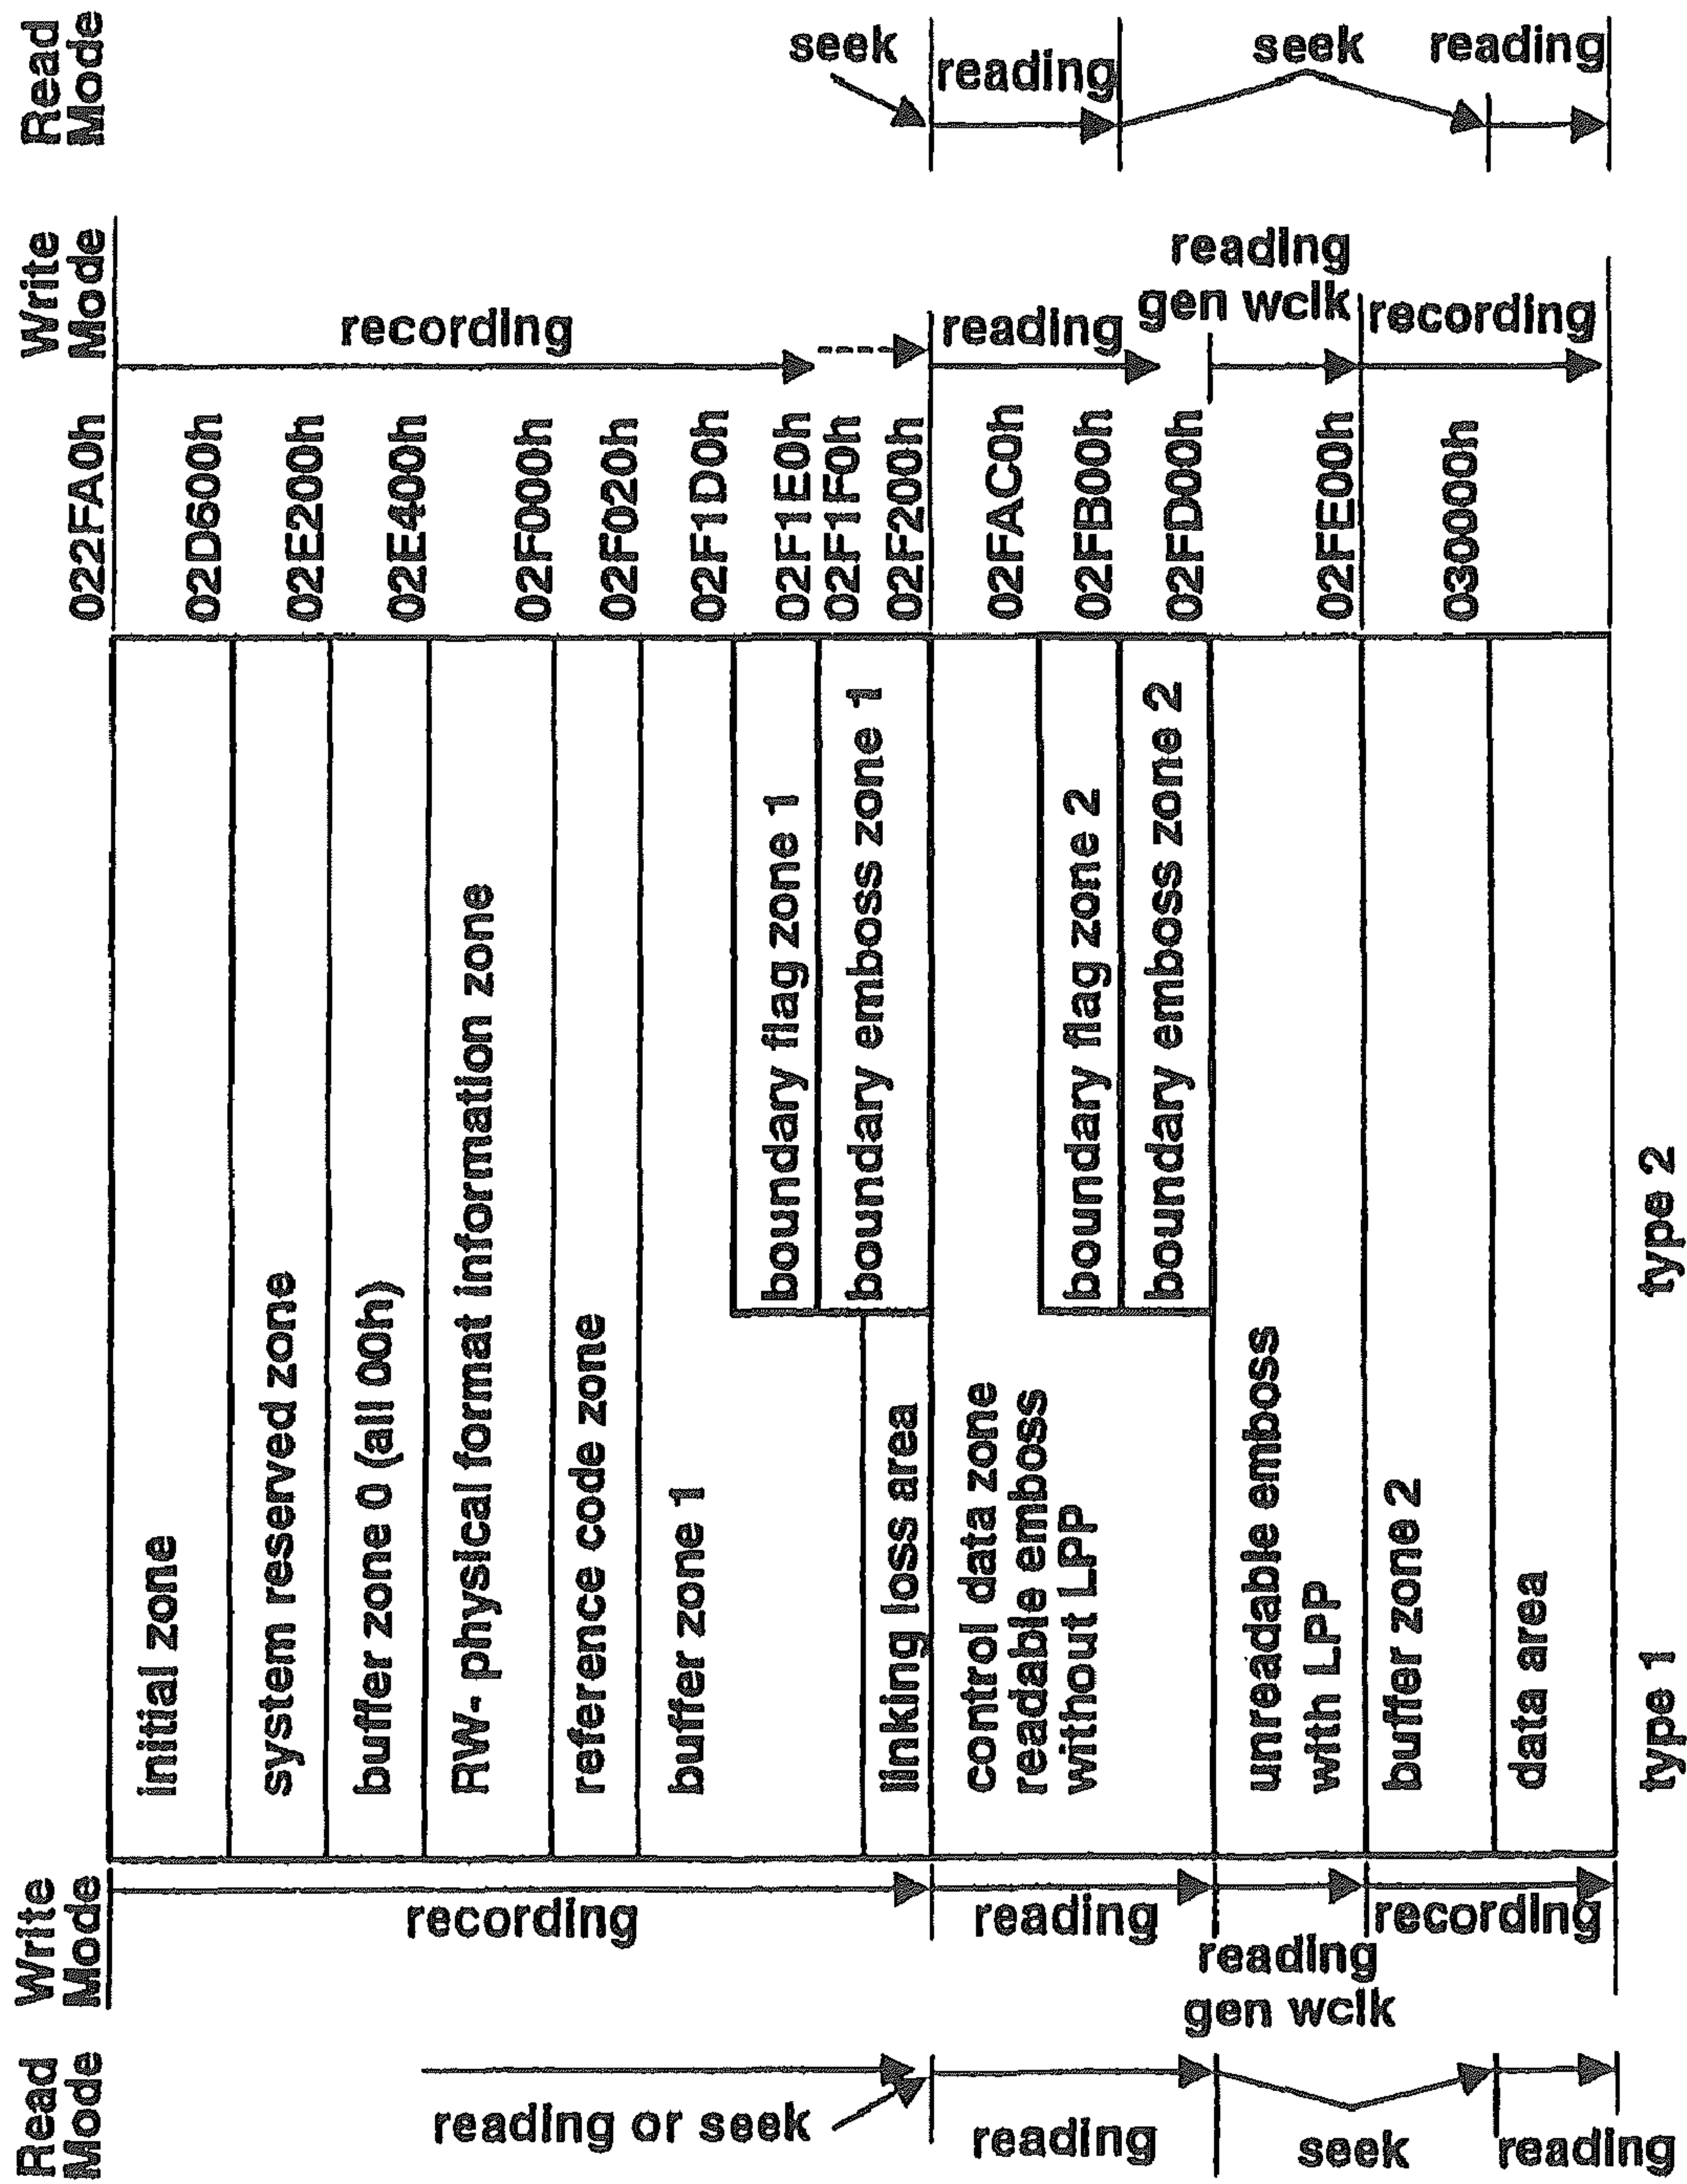 Read
Mode
seek
reading
seek
reading
Write
Mode
recording
reading
reading
gen wclk
recording
022FA0h
02D600h
02E200h
02E400h
02F000h
02F020h
02F1D0h
02F1E0h
02F1F0h
02F200h
02FAC0h
02FB00h
02FD00h
02FE00h
030000h
initial zone
system reserved zone
buffer zone 0 (all 00h)
RW- physical format information zone
reference code zone
buffer zone 1
boundary flag zone 1
boundary emboss zone 1
linking loss area
control data zone
readable emboss
without LPP
boundary flag zone 2
boundary emboss zone 2
unreadable emboss
with LPP
buffer zone 2
data area
type 1
type 2
Write
Mode
recording
reading
reading
gen wclk
recording
Read
Mode
reading or seek
reading
seek
reading